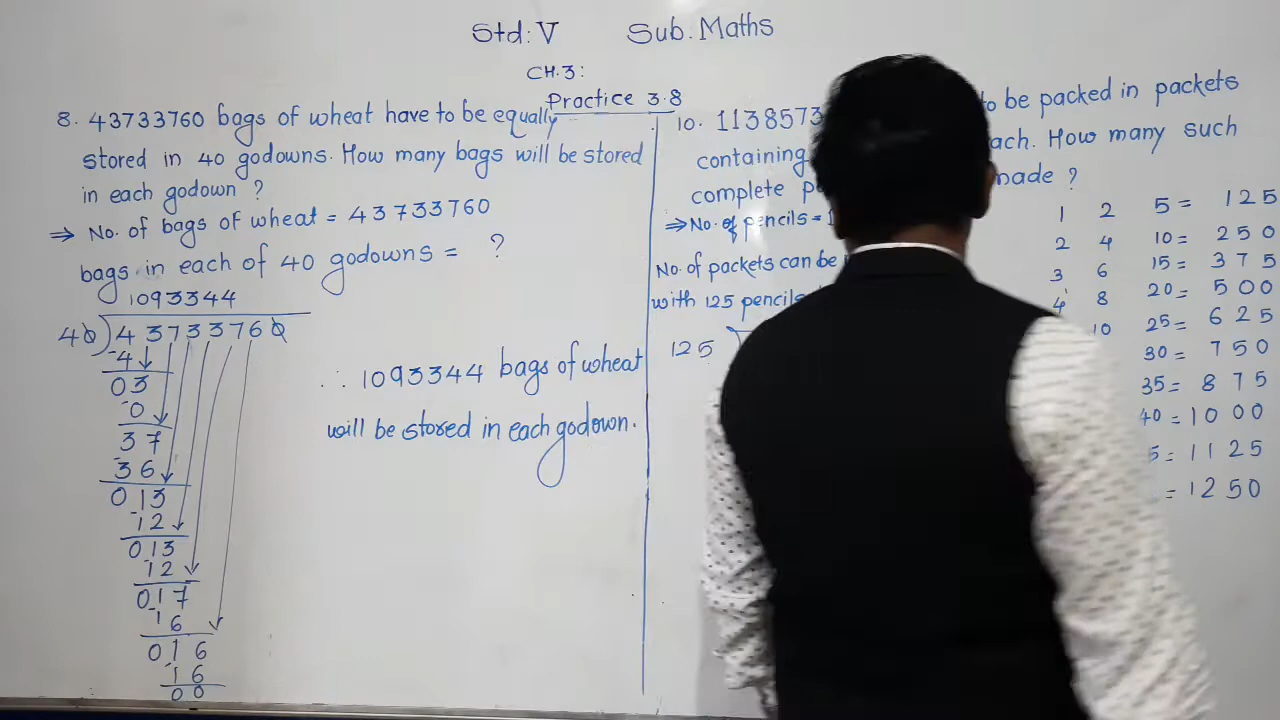 Std: V Sub. Maths
CH.3:
Practice 3.8
8. 43733760 bags of wheat have to be equally
stored in 40 godowns. How many bags will be stored
in each godown ?
⇒ No. of bags of wheat = 43733760
bags in each of 40 godowns = ?
1093344
40 ) 43733760
-4
03
-0
37
-36
013
-12
013
-12
017
-16
016
-16
00
∴ 1093344 bags of wheat
will be stored in each godown.
10. 1138573 to be packed in packets
containing How many such
complete
⇒ No. of pencils = 1
No. of packets can be
with 125 pencils
125
1 2 5 = 125
2 4 10 = 250
3 6 15 = 375
4 8 20 = 500
10 25 = 625
30 = 750
35 = 875
40 = 1000
5 = 1125
= 1250